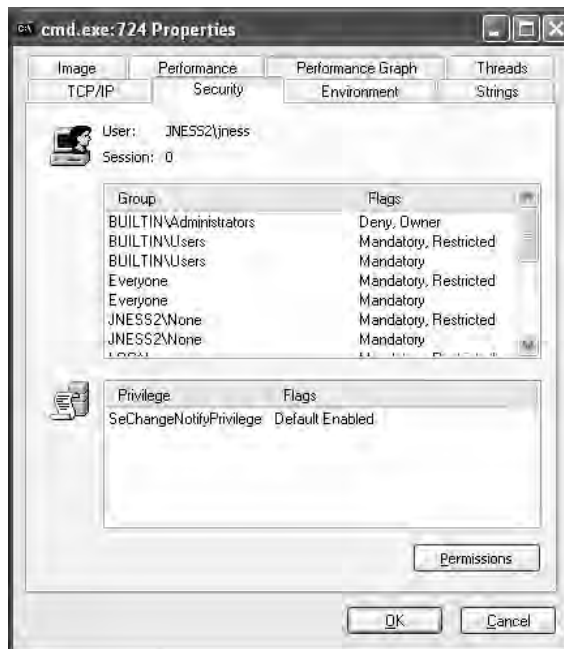 cmd.exe:724 Properties
Image Performance Performance Graph Threads
TCP/IP Security Environment Strings
User: JNESS2\jness
Session: 0
Group Flags
BUILTIN\Administrators Deny, Owner
BUILTIN\Users Mandatory, Restricted
BUILTIN\Users Mandatory
Everyone Mandatory, Restricted
Everyone Mandatory
JNESS2\None Mandatory, Restricted
JNESS2\None Mandatory
Privilege Flags
SeChangeNotifyPrivilege Default Enabled
Permissions
OK Cancel